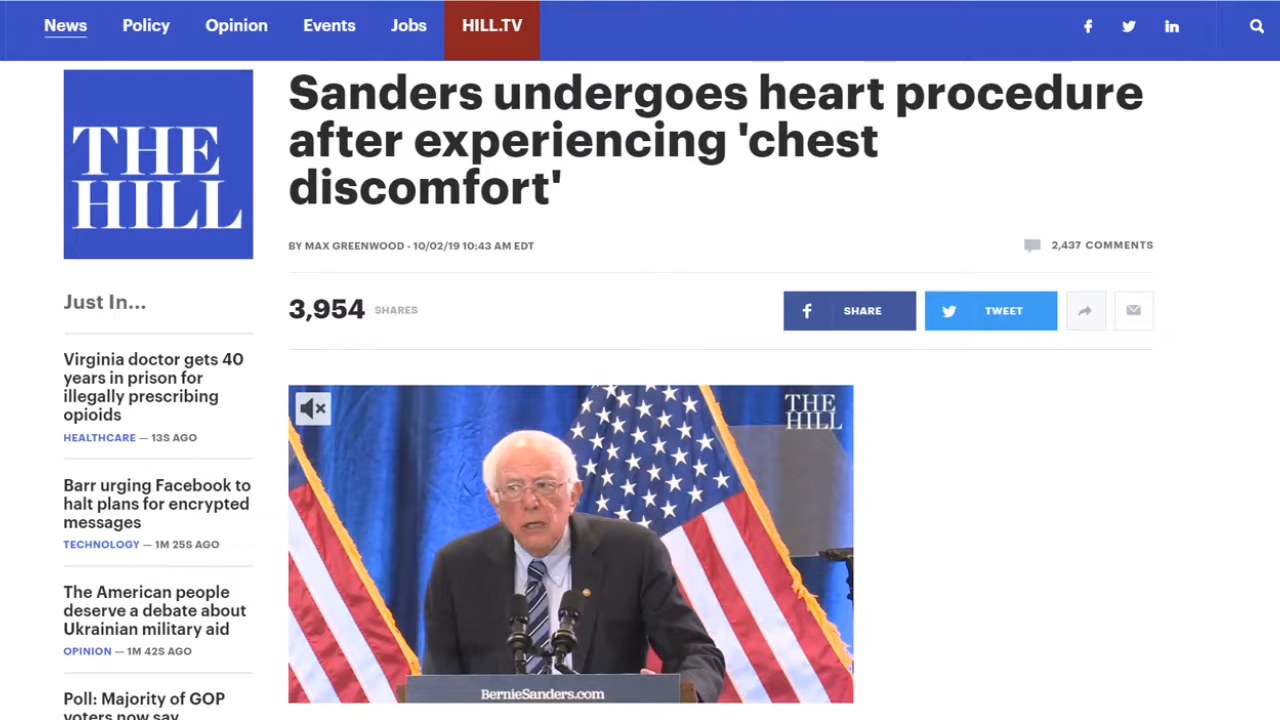 News Policy Opinion Events Jobs HILL.TV
THE
HILL
Sanders undergoes heart procedure
after experiencing 'chest
discomfort'
BY MAX GREENWOOD - 10/02/19 10:43 AM EDT
2,437 COMMENTS
3,954 SHARES
SHARE
TWEET
Just In...
Virginia doctor gets 40
years in prison for
illegally prescribing
opioids
HEALTHCARE — 13S AGO
Barr urging Facebook to
halt plans for encrypted
messages
TECHNOLOGY — 1M 25S AGO
The American people
deserve a debate about
Ukrainian military aid
OPINION — 1M 42S AGO
Poll: Majority of GOP
voters now say
THE
HILL
BernieSanders.com